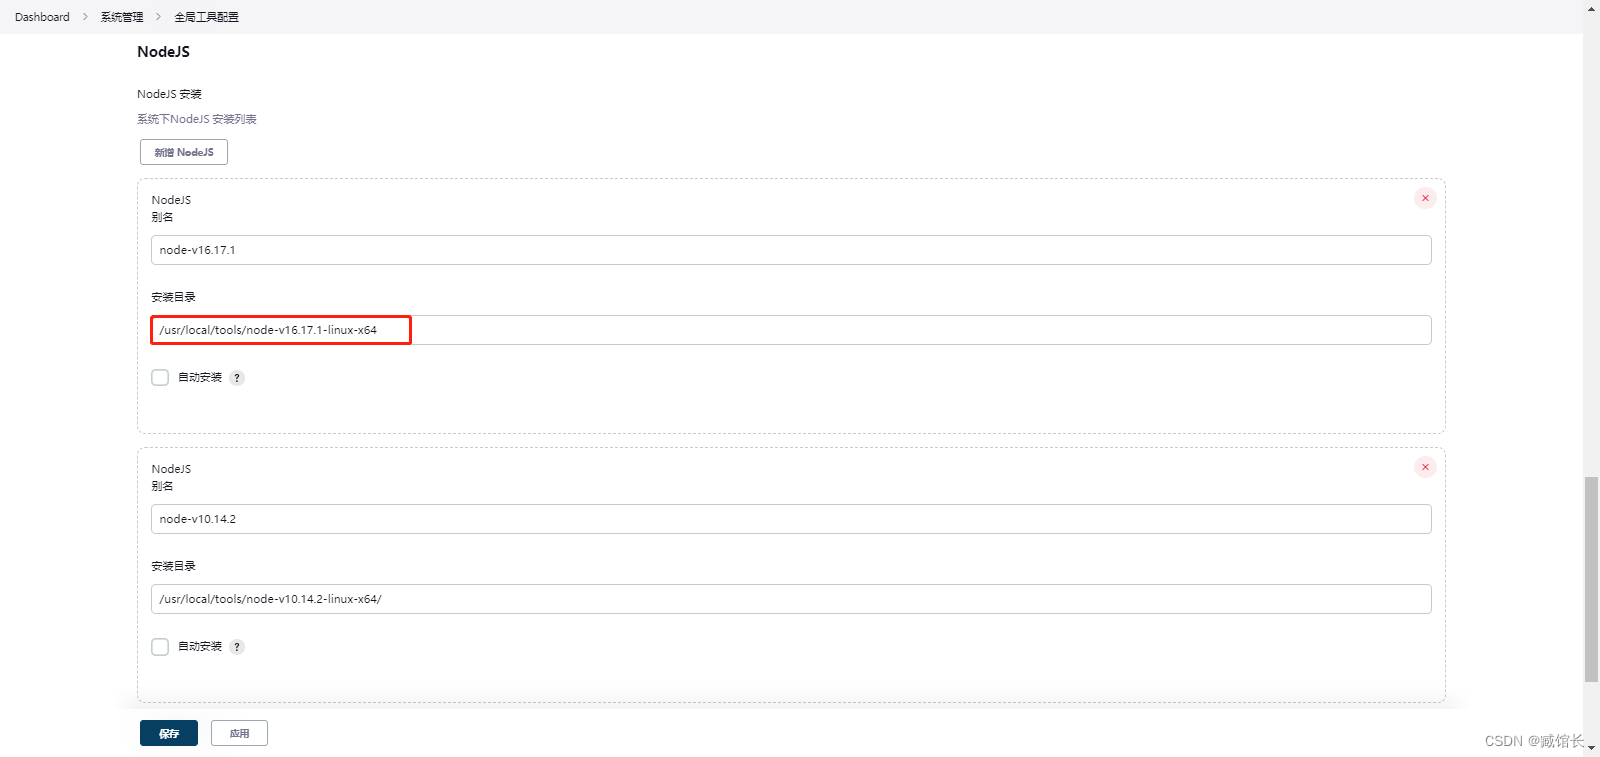 Dashboard > 系统管理 > 全局工具配置
NodeJS
NodeJS 安装
系统下NodeJS 安装列表
新增 NodeJS
NodeJS
别名
node-v16.17.1
安装目录
/usr/local/tools/node-v16.17.1-linux-x64
自动安装 ?
NodeJS
别名
node-v10.14.2
安装目录
/usr/local/tools/node-v10.14.2-linux-x64/
自动安装 ?
保存 应用
CSDN @臧馆长